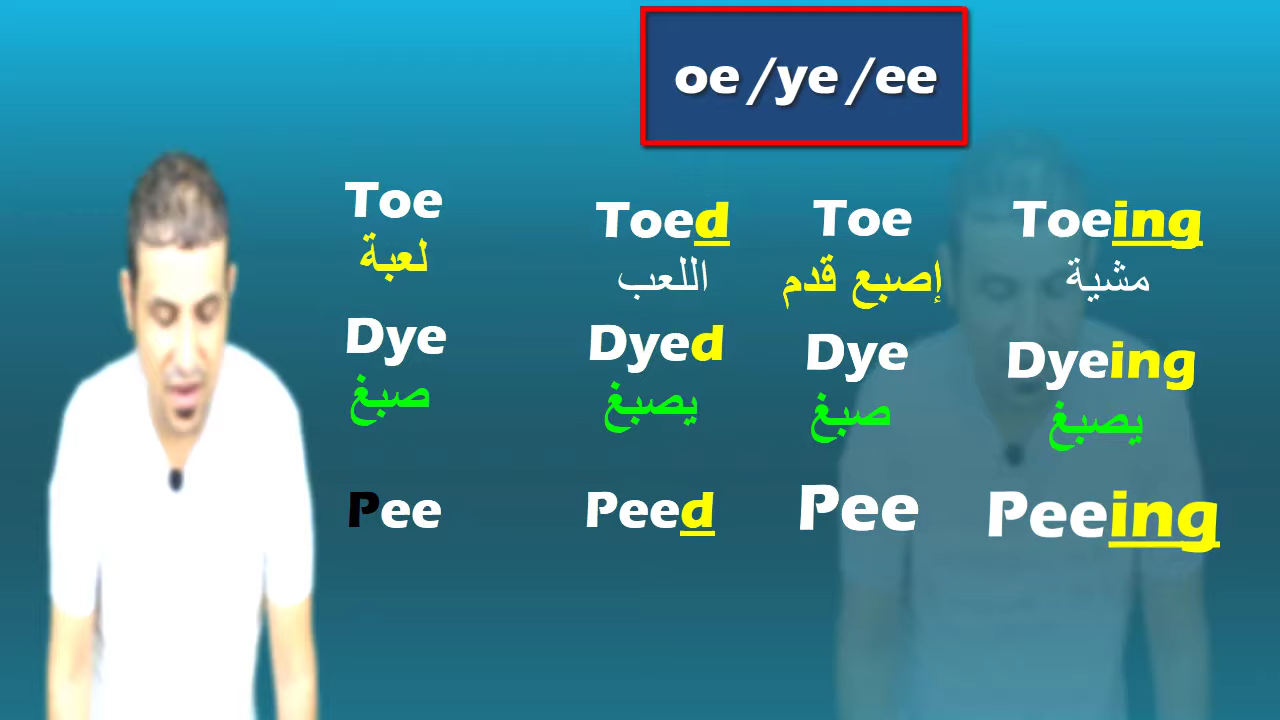 oe /ye /ee
Toe Toed Toe Toeing
لعبة اللعب إصبع قدم مشية
Dye Dyed Dye Dyeing
صبغ يصبغ صبغ يصبغ
Pee Peed Pee Peeing